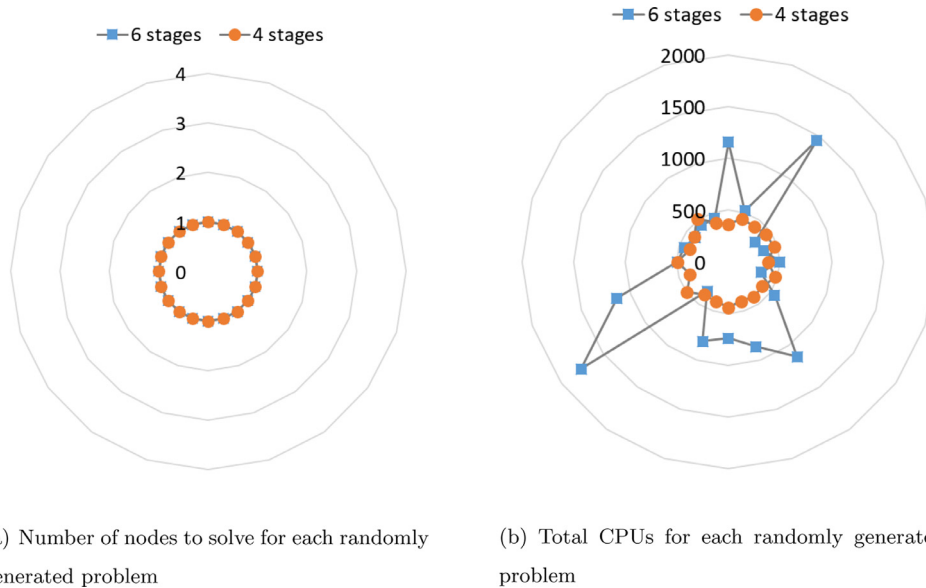 6 stages 4 stages
4
3
2
1
0
6 stages 4 stages
2000
1500
1000
500
0
) Number of nodes to solve for each randomly
enerated problem
(b) Total CPUs for each randomly generate
problem